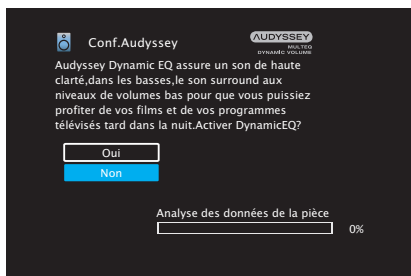 Conf.Audyssey
AUDYSSEY
MULTEQ
DYNAMIC VOLUME
Audyssey Dynamic EQ assure un son de haute
clarté,dans les basses,le son surround aux
niveaux de volumes bas pour que vous puissiez
profiter de vos films et de vos programmes
télévisés tard dans la nuit.Activer DynamicEQ?
Oui
Non
Analyse des données de la pièce
0%